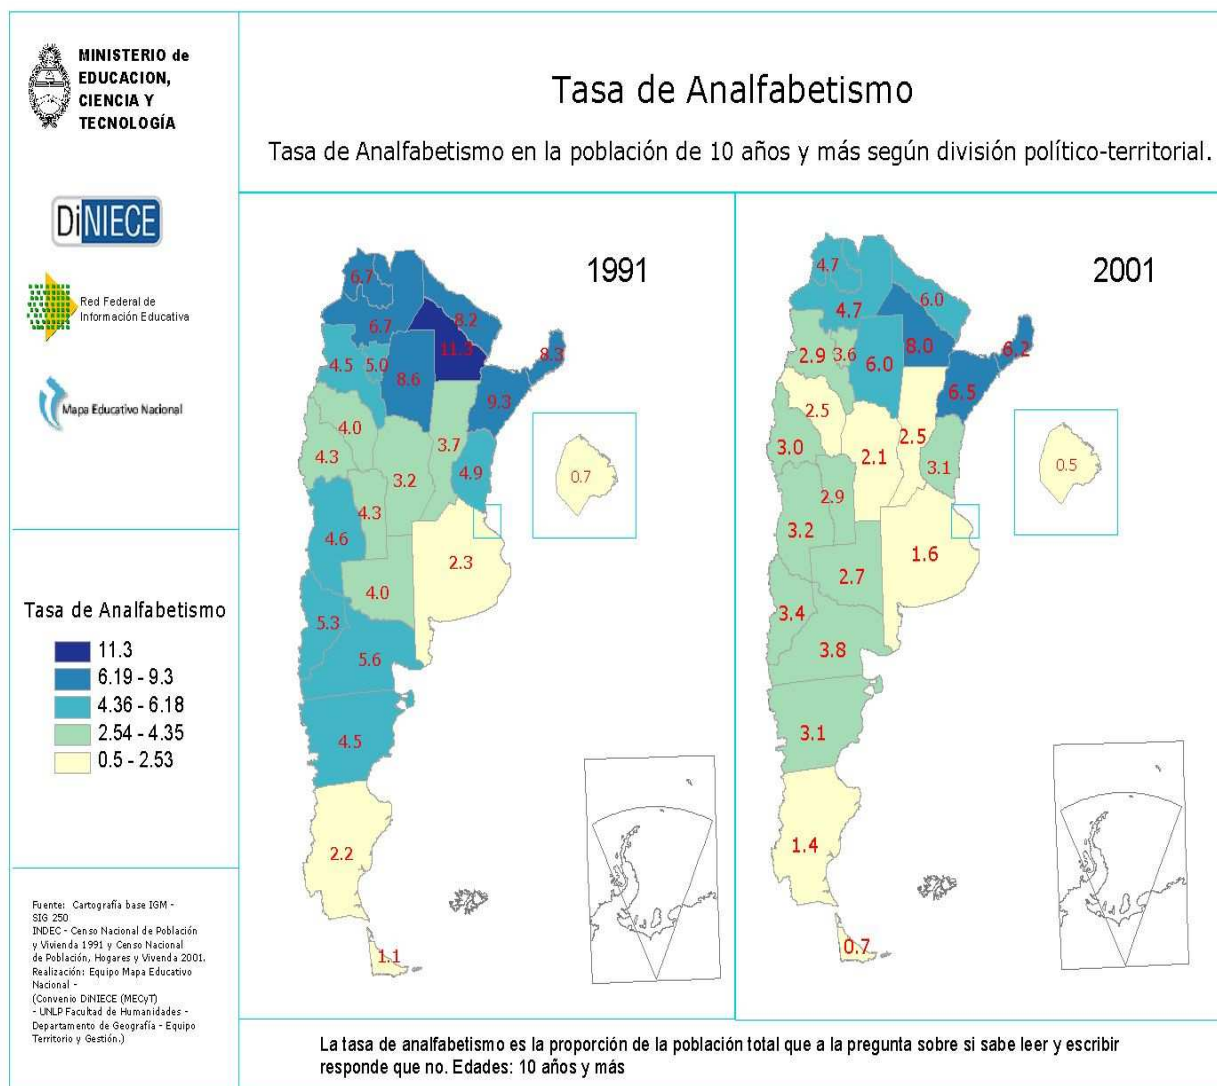 MINISTERIO de
EDUCACION,
CIENCIA Y
TECNOLOGÍA
DiNIECE
Red Federal de
Información Educativa
Mapa Educativo Nacional
Tasa de Analfabetismo
Tasa de Analfabetismo en la población de 10 años y más según división político-territorial.
1991
6.7
6.7
8.2
11.3
8.3
4.5
5.0
8.6
9.3
4.0
3.7
4.3
3.2
4.9
0.7
4.3
4.6
2.3
4.0
5.3
5.6
4.5
2.2
1.1
2001
4.7
4.7
6.0
8.0
6.2
2.9
3.6
6.0
6.5
2.5
2.5
3.0
2.1
3.1
0.5
2.9
3.2
1.6
2.7
3.4
3.8
3.1
1.4
0.7
Tasa de Analfabetismo
11.3
6.19 - 9.3
4.36 - 6.18
2.54 - 4.35
0.5 - 2.53
Fuente: Cartografía base IGM -
SIG 250
INDEC - Censo Nacional de Población
y Vivienda 1991 y Censo Nacional
de Población, Hogares y Vivenda 2001.
Realización: Equipo Mapa Educativo
Nacional -
(Convenio DiNIECE (MECyT)
- UNLP Facultad de Humanidades -
Departamento de Geografía - Equipo
Territorio y Gestión.)
La tasa de analfabetismo es la proporción de la población total que a la pregunta sobre si sabe leer y escribir
responde que no. Edades: 10 años y más